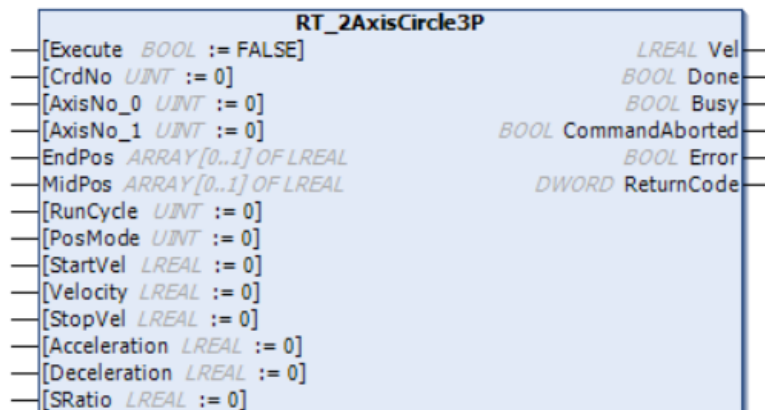 RT_2AxisCircle3P
[Execute BOOL := FALSE] LREAL Vel
[CrdNo UINT := 0] BOOL Done
[AxisNo_0 UINT := 0] BOOL Busy
[AxisNo_1 UINT := 0] BOOL CommandAborted
EndPos ARRAY [0..1] OF LREAL BOOL Error
MidPos ARRAY [0..1] OF LREAL DWORD ReturnCode
[RunCycle UINT := 0]
[PosMode UINT := 0]
[StartVel LREAL := 0]
[Velocity LREAL := 0]
[StopVel LREAL := 0]
[Acceleration LREAL := 0]
[Deceleration LREAL := 0]
[SRatio LREAL := 0]